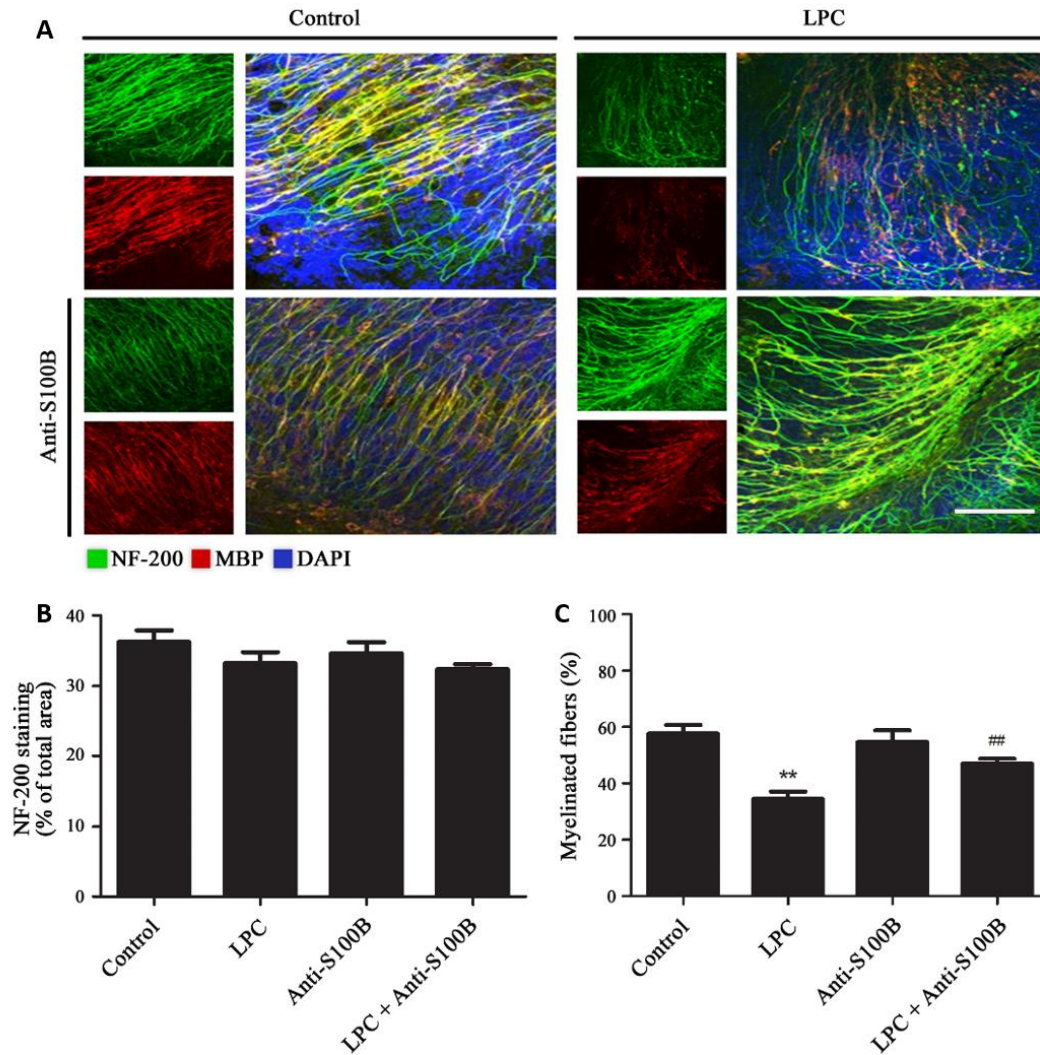 A
Control
LPC
Anti-S100B
NF-200 MBP DAPI
B
NF-200 staining
(% of total area)
40
30
20
10
0
Control
LPC
Anti-S100B
LPC + Anti-S100B
C
Myelinated fibers (%)
100
80
60
40
20
0
**
##
Control
LPC
Anti-S100B
LPC + Anti-S100B